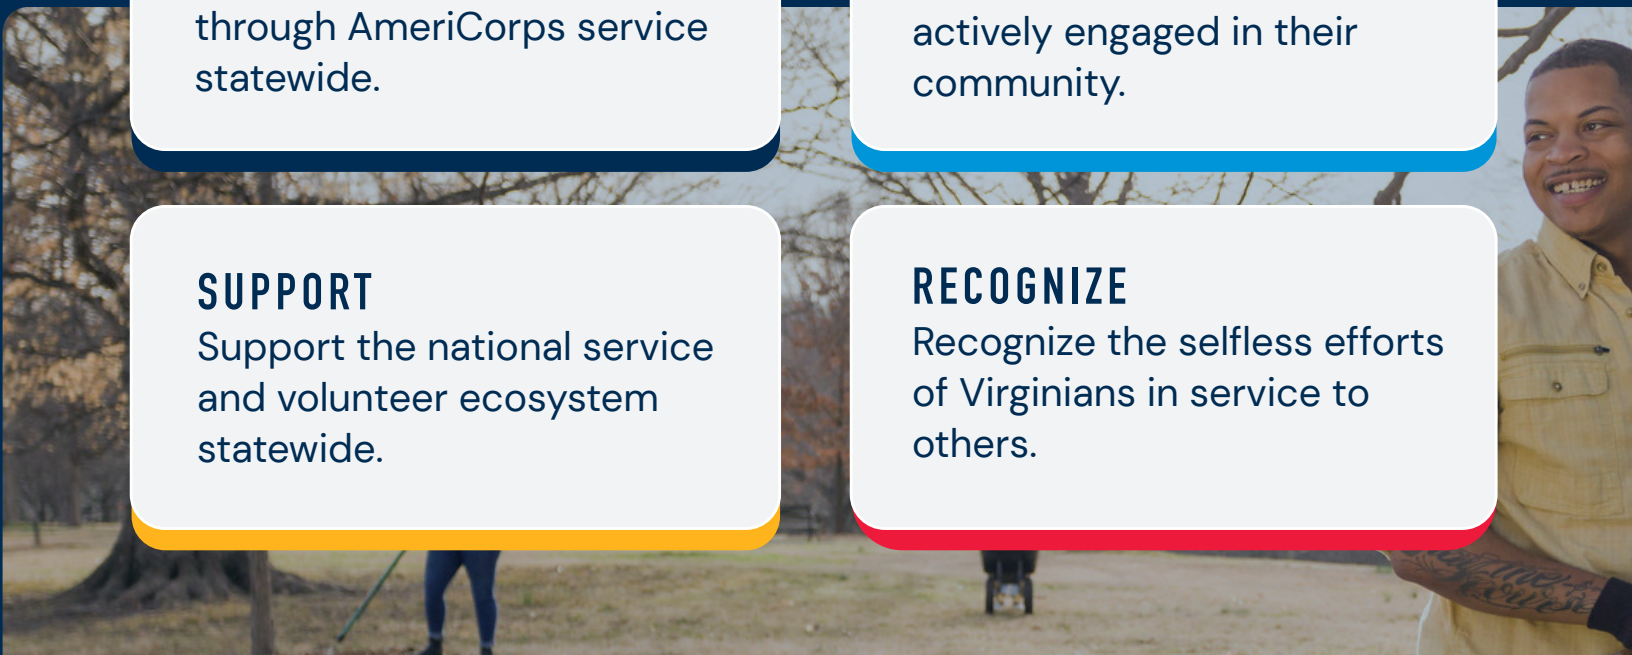 through AmeriCorps service
statewide.
actively engaged in their
community.
SUPPORT
Support the national service
and volunteer ecosystem
statewide.
RECOGNIZE
Recognize the selfless efforts
of Virginians in service to
others.